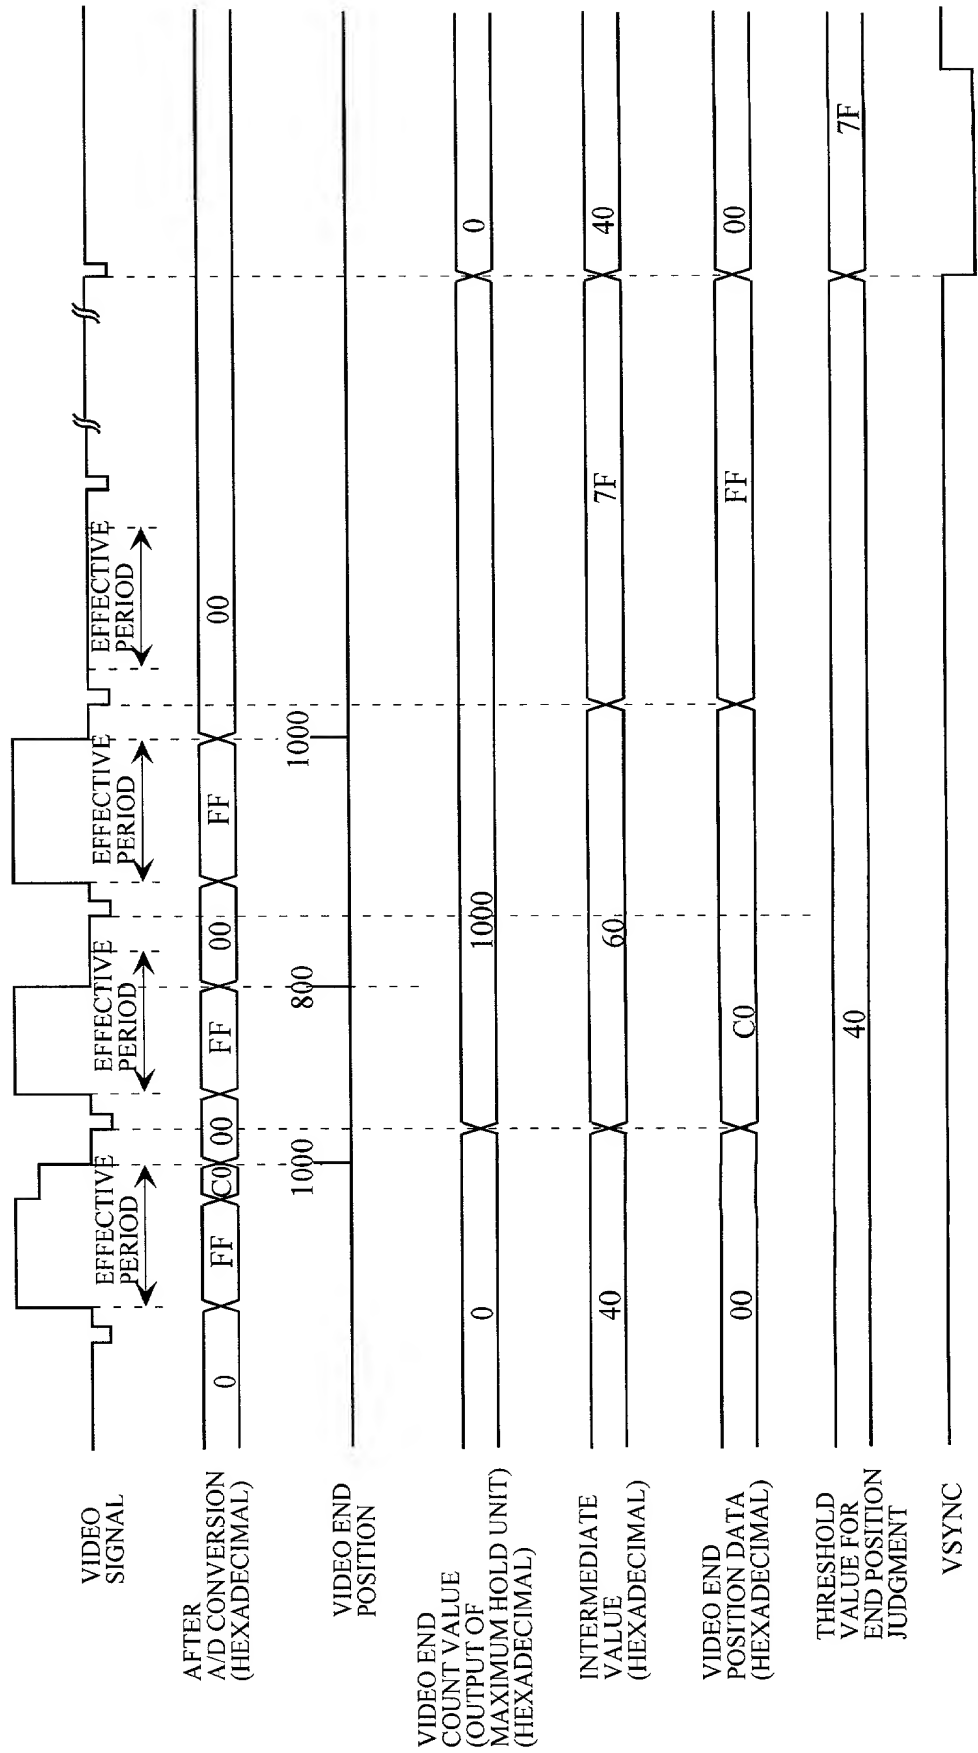 VIDEO
SIGNAL
EFFECTIVE
PERIOD
EFFECTIVE
PERIOD
EFFECTIVE
PERIOD
EFFECTIVE
PERIOD
AFTER
A/D CONVERSION
(HEXADECIMAL)
0
FF
C0
00
FF
00
FF
00
VIDEO END
POSITION
1000
800
1000
VIDEO END
COUNT VALUE
(OUTPUT OF
MAXIMUM HOLD UNIT)
(HEXADECIMAL)
0
1000
0
INTERMEDIATE
VALUE
(HEXADECIMAL)
40
60
7F
40
VIDEO END
POSITION DATA
(HEXADECIMAL)
00
C0
FF
00
THRESHOLD
VALUE FOR
END POSITION
JUDGMENT
40
7F
VSYNC